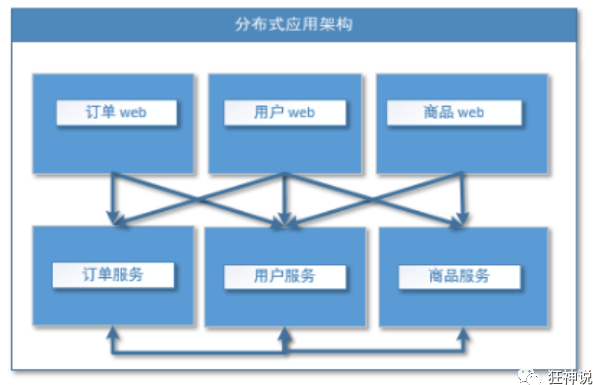 分布式应用架构
订单 web
用户 web
商品 web
订单服务
用户服务
商品服务
狂神说